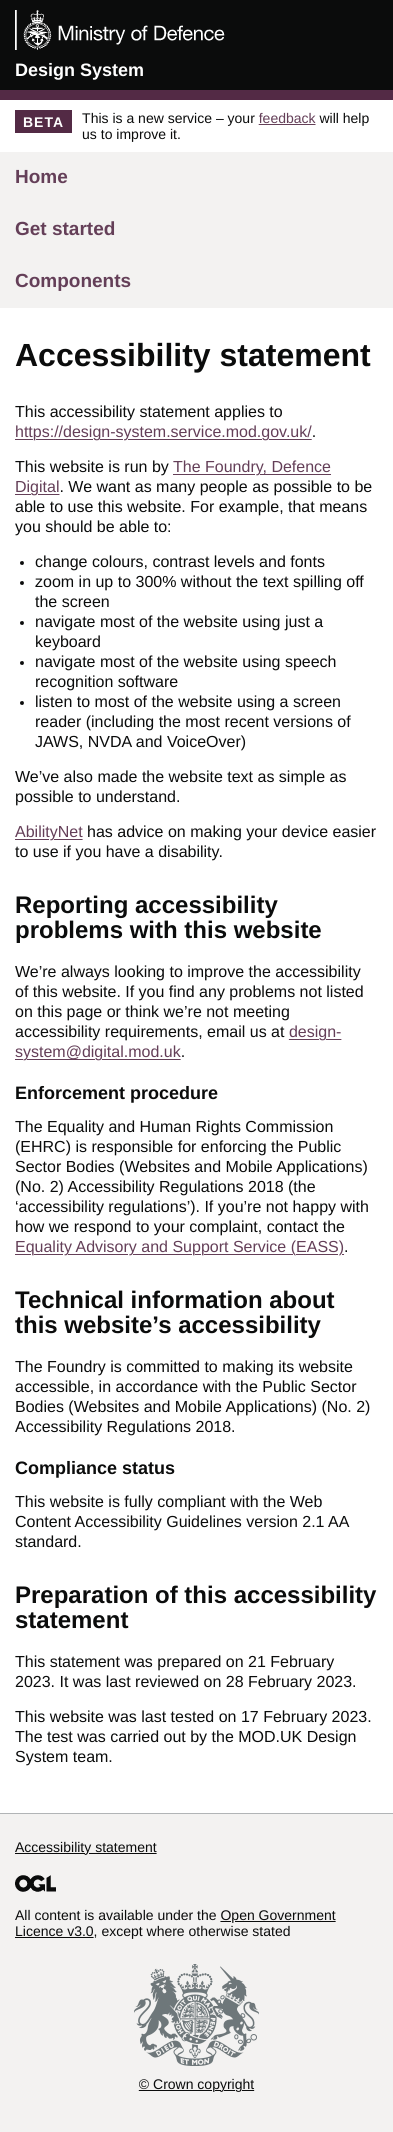 Ministry of Defence
Design System
BETA
This is a new service – your feedback will help
us to improve it.
Home
Get started
Components
Accessibility statement
This accessibility statement applies to
https://design-system.service.mod.gov.uk/.
This website is run by The Foundry, Defence
Digital. We want as many people as possible to be
able to use this website. For example, that means
you should be able to:
• change colours, contrast levels and fonts
• zoom in up to 300% without the text spilling off
the screen
• navigate most of the website using just a
keyboard
• navigate most of the website using speech
recognition software
• listen to most of the website using a screen
reader (including the most recent versions of
JAWS, NVDA and VoiceOver)
We’ve also made the website text as simple as
possible to understand.
AbilityNet has advice on making your device easier
to use if you have a disability.
Reporting accessibility
problems with this website
We’re always looking to improve the accessibility
of this website. If you find any problems not listed
on this page or think we’re not meeting
accessibility requirements, email us at design-
system@digital.mod.uk.
Enforcement procedure
The Equality and Human Rights Commission
(EHRC) is responsible for enforcing the Public
Sector Bodies (Websites and Mobile Applications)
(No. 2) Accessibility Regulations 2018 (the
‘accessibility regulations’). If you’re not happy with
how we respond to your complaint, contact the
Equality Advisory and Support Service (EASS).
Technical information about
this website’s accessibility
The Foundry is committed to making its website
accessible, in accordance with the Public Sector
Bodies (Websites and Mobile Applications) (No. 2)
Accessibility Regulations 2018.
Compliance status
This website is fully compliant with the Web
Content Accessibility Guidelines version 2.1 AA
standard.
Preparation of this accessibility
statement
This statement was prepared on 21 February
2023. It was last reviewed on 28 February 2023.
This website was last tested on 17 February 2023.
The test was carried out by the MOD.UK Design
System team.
Accessibility statement
OGL
All content is available under the Open Government
Licence v3.0, except where otherwise stated
DIEU ET MON DROIT
© Crown copyright